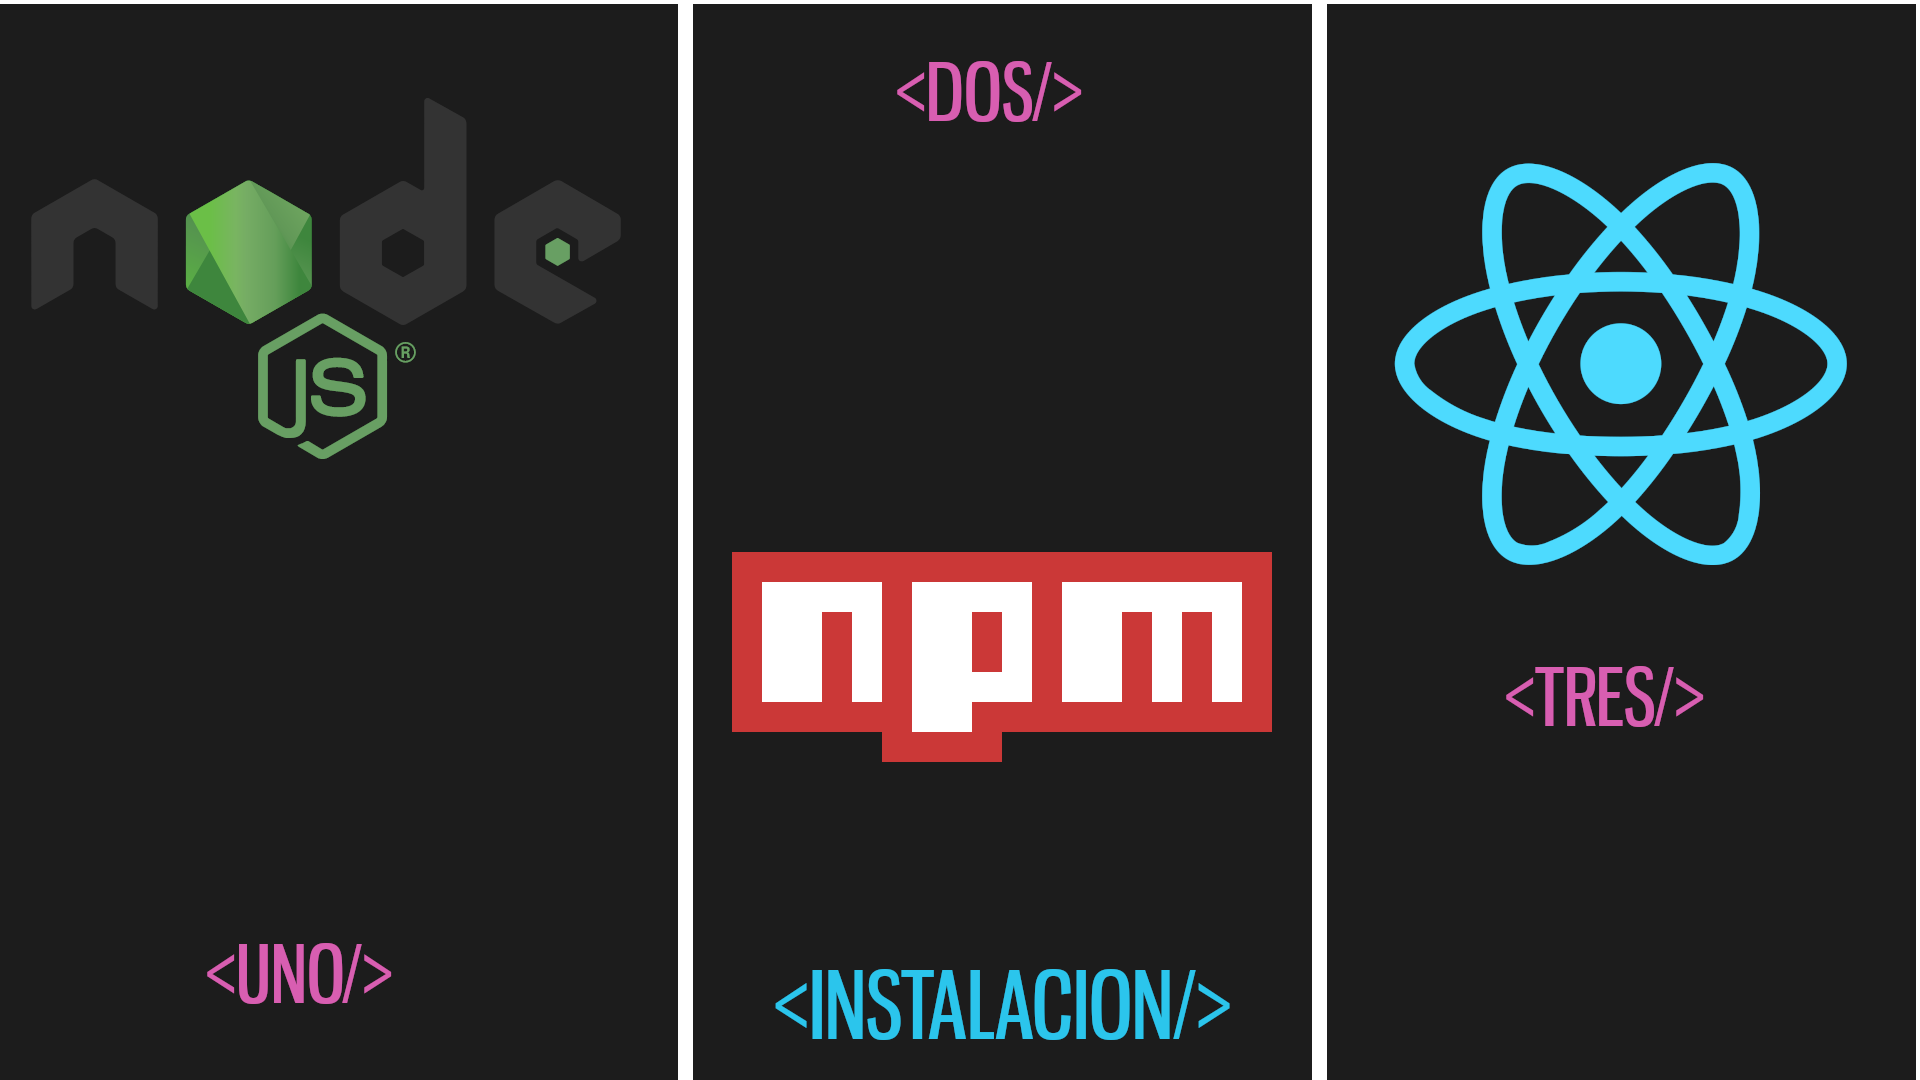 node
JS®
<UNO/>
<DOS/>
npm
<INSTALACION/>
<TRES/>